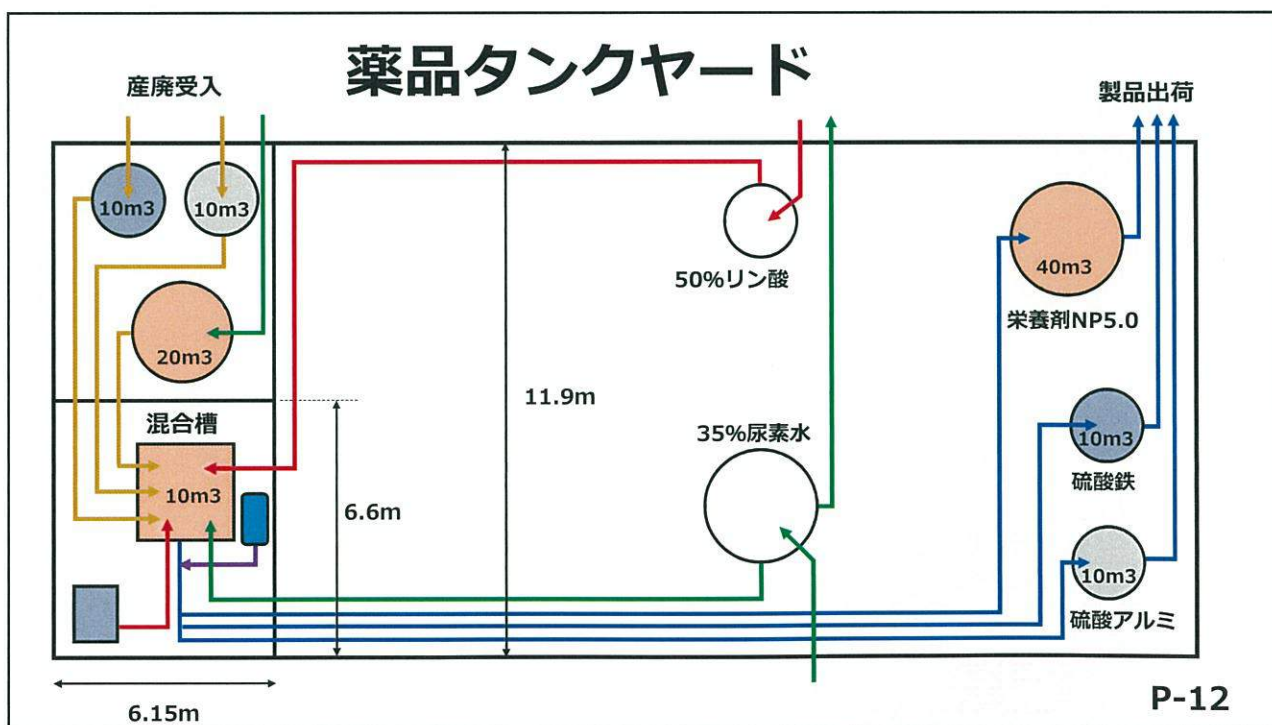 薬品タンクヤード
産廃受入
製品出荷
10m3
10m3
20m3
50%リン酸
40m3
栄養剤NP5.0
混合槽
10m3
11.9m
6.6m
35%尿素水
10m3
硫酸鉄
10m3
硫酸アルミ
6.15m
P-12